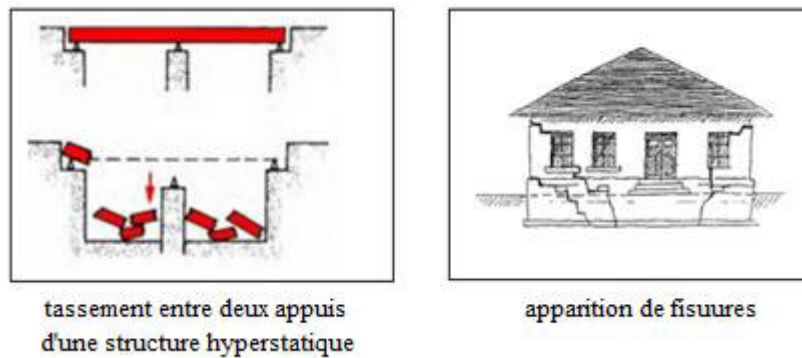 tassement entre deux appuis
d'une structure hyperstatique
apparition de fisuures